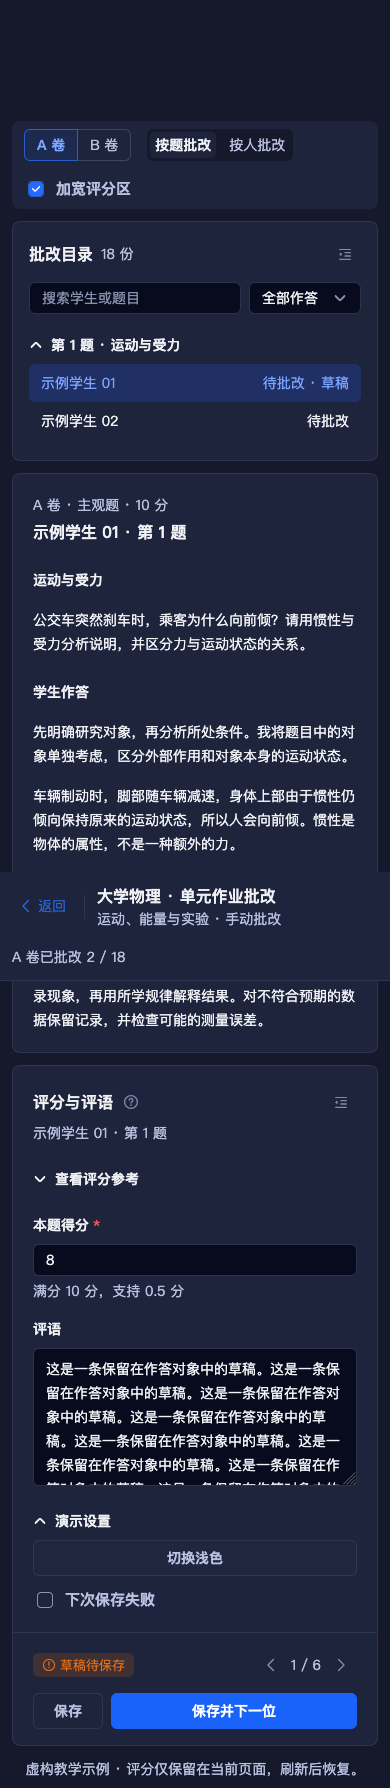 A 卷 B 卷 按题批改 按人批改
加宽评分区
批改目录 18 份
搜索学生或题目 全部作答
第 1 题 · 运动与受力
示例学生 01 待批改 · 草稿
示例学生 02 待批改
A 卷 · 主观题 · 10 分
示例学生 01 · 第 1 题
运动与受力
公交车突然刹车时，乘客为什么向前倾？请用惯性与
受力分析说明，并区分力与运动状态的关系。
学生作答
先明确研究对象，再分析所处条件。我将题目中的对
象单独考虑，区分外部作用和对象本身的运动状态。
车辆制动时，脚部随车辆减速，身体上部由于惯性仍
倾向保持原来的运动状态，所以人会向前倾。惯性是
物体的属性，不是一种额外的力。
返回 大学物理 · 单元作业批改
运动、能量与实验 · 手动批改
A 卷已批改 2 / 18
录现象，再用所学规律解释结果。对不符合预期的数
据保留记录，并检查可能的测量误差。
评分与评语
示例学生 01 · 第 1 题
查看评分参考
本题得分 *
8
满分 10 分，支持 0.5 分
评语
这是一条保留在作答对象中的草稿。这是一条保
留在作答对象中的草稿。这是一条保留在作答对
象中的草稿。这是一条保留在作答对象中的草
稿。这是一条保留在作答对象中的草稿。这是一
条保留在作答对象中的草稿。这是一条保留在作
演示设置
切换浅色
下次保存失败
草稿待保存 1 / 6
保存 保存并下一位
虚构教学示例 · 评分仅保留在当前页面，刷新后恢复。